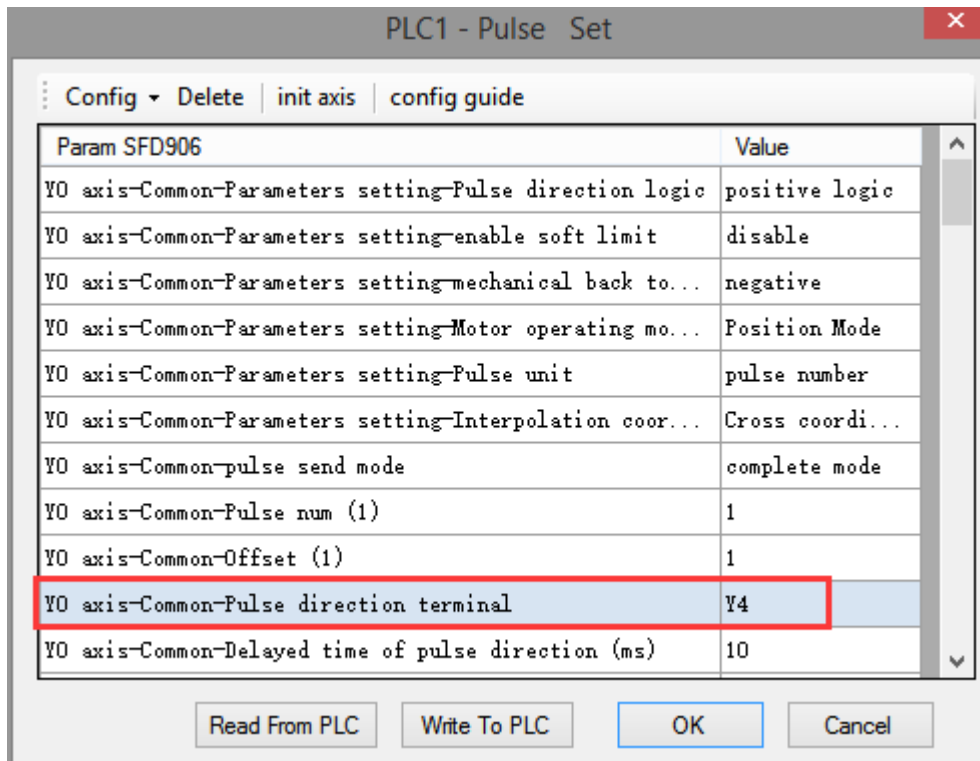 PLC1 - Pulse Set
Config Delete init axis config guide
Param SFD906 Value
Y0 axis-Common-Parameters setting-Pulse direction logic positive logic
Y0 axis-Common-Parameters setting-enable soft limit disable
Y0 axis-Common-Parameters setting-mechanical back to... negative
Y0 axis-Common-Parameters setting-Motor operating mo... Position Mode
Y0 axis-Common-Parameters setting-Pulse unit pulse number
Y0 axis-Common-Parameters setting-Interpolation coor... Cross coordi...
Y0 axis-Common-pulse send mode complete mode
Y0 axis-Common-Pulse num (1) 1
Y0 axis-Common-Offset (1) 1
Y0 axis-Common-Pulse direction terminal Y4
Y0 axis-Common-Delayed time of pulse direction (ms) 10
Read From PLC Write To PLC OK Cancel